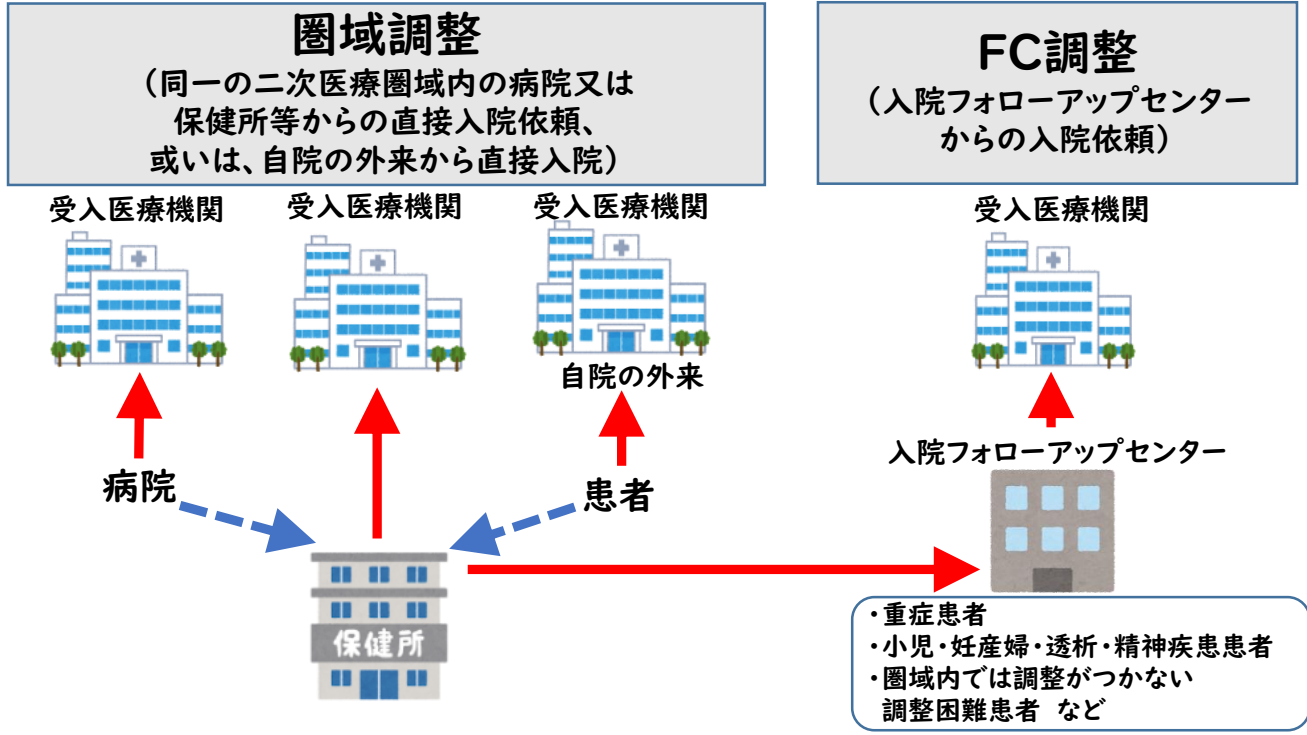 圏域調整
（同一の二次医療圏域内の病院又は
保健所等からの直接入院依頼、
或いは、自院の外来から直接入院）
FC調整
（入院フォローアップセンター
からの入院依頼）
受入医療機関
受入医療機関
受入医療機関
受入医療機関
自院の外来
病院
患者
入院フォローアップセンター
保健所
・重症患者
・小児・妊産婦・透析・精神疾患患者
・圏域内では調整がつかない
調整困難患者 など